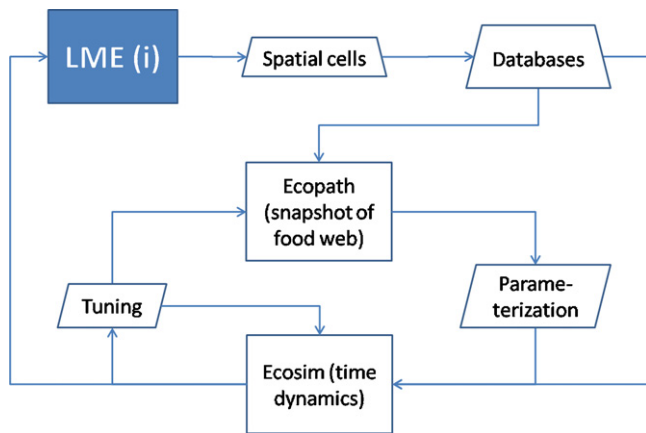 LME (i)
Spatial cells
Databases
Ecopath
(snapshot of
food web)
Tuning
Parame-
terization
Ecosim (time
dynamics)